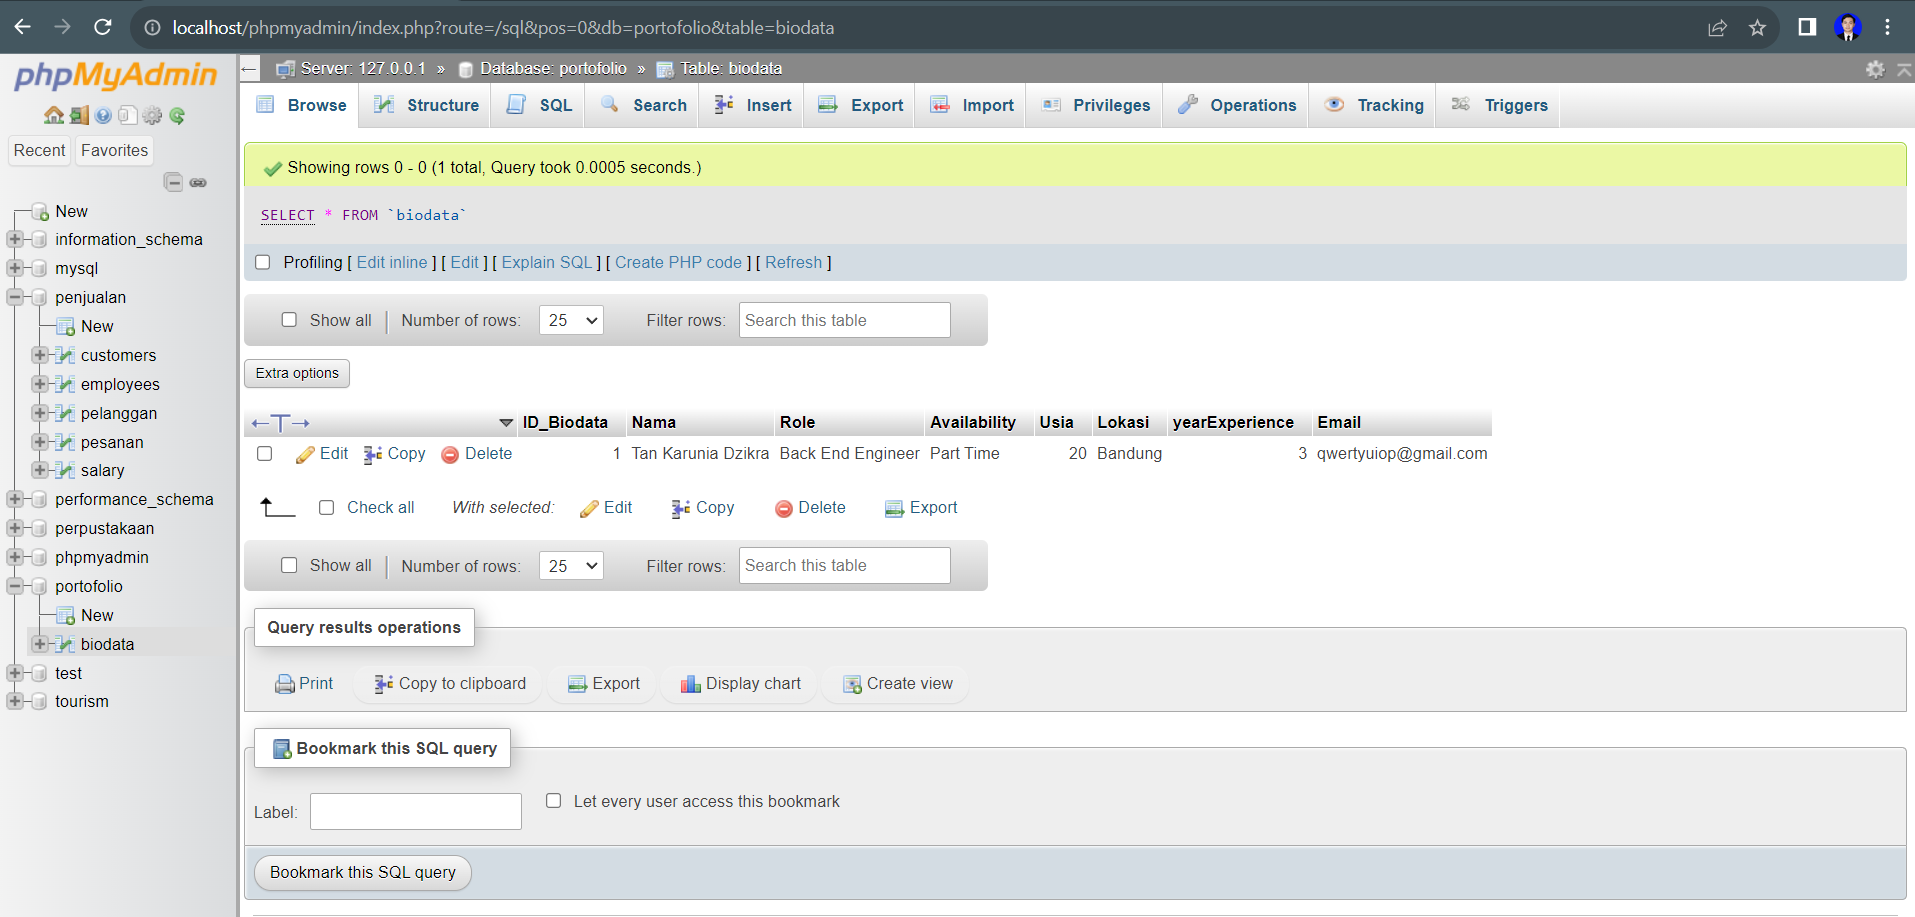 localhost/phpmyadmin/index.php?route=/sql&pos=0&db=portofolio&table=biodata
phpMyAdmin
Recent Favorites
New
information_schema
mysql
penjualan
New
customers
employees
pelanggan
pesanan
salary
performance_schema
perpustakaan
phpmyadmin
portofolio
New
biodata
test
tourism
Server: 127.0.0.1 » Database: portofolio » Table: biodata
Browse Structure SQL Search Insert Export Import Privileges Operations Tracking Triggers
Showing rows 0 - 0 (1 total, Query took 0.0005 seconds.)
SELECT * FROM `biodata`
Profiling [ Edit inline ] [ Edit ] [ Explain SQL ] [ Create PHP code ] [ Refresh ]
Show all Number of rows: 25 Filter rows: Search this table
Extra options
ID_Biodata Nama Role Availability Usia Lokasi yearExperience Email
Edit Copy Delete 1 Tan Karunia Dzikra Back End Engineer Part Time 20 Bandung 3 qwertyuiop@gmail.com
Check all With selected: Edit Copy Delete Export
Show all Number of rows: 25 Filter rows: Search this table
Query results operations
Print Copy to clipboard Export Display chart Create view
Bookmark this SQL query
Label: Let every user access this bookmark
Bookmark this SQL query